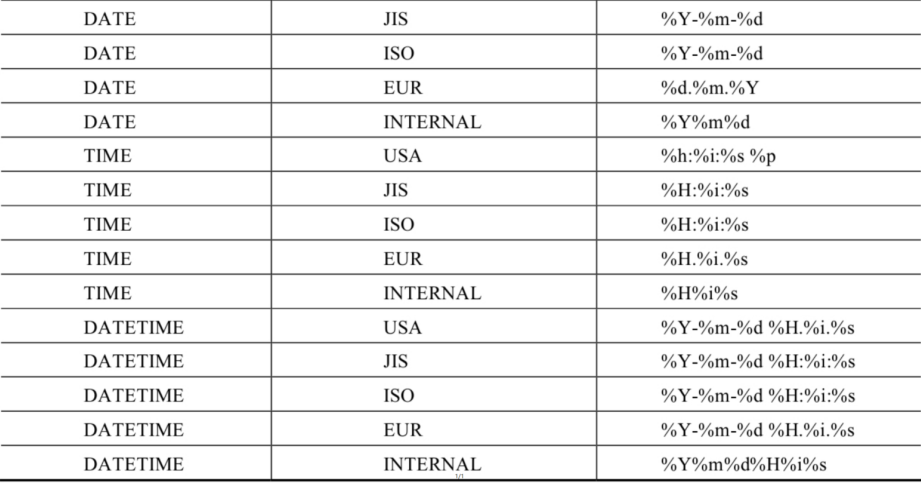 DATE JIS %Y-%m-%d
DATE ISO %Y-%m-%d
DATE EUR %d.%m.%Y
DATE INTERNAL %Y%m%d
TIME USA %h:%i:%s %p
TIME JIS %H:%i:%s
TIME ISO %H:%i:%s
TIME EUR %H.%i.%s
TIME INTERNAL %H%i%s
DATETIME USA %Y-%m-%d %H.%i.%s
DATETIME JIS %Y-%m-%d %H:%i:%s
DATETIME ISO %Y-%m-%d %H:%i:%s
DATETIME EUR %Y-%m-%d %H.%i.%s
DATETIME INTERNAL %Y%m%d%H%i%s